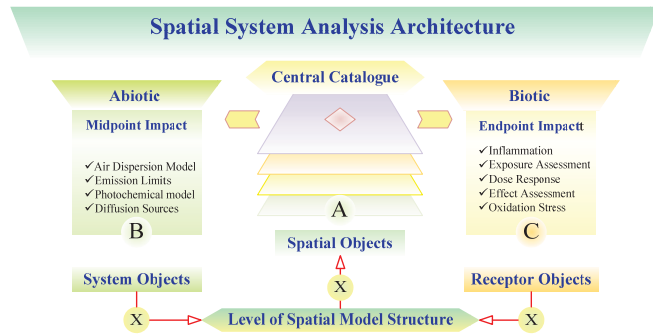 Spatial System Analysis Architecture
Central Catalogue
Abiotic
Midpoint Impact
✓Air Dispersion Model
✓Emission Limits
✓Photochemical model
✓Diffusion Sources
B
A
Biotic
Endpoint Impactt
✓Inflammation
✓Exposure Assessment
✓Dose Response
✓Effect Assessment
✓Oxidation Stress
C
Spatial Objects
System Objects
Receptor Objects
X
X
X
Level of Spatial Model Structure